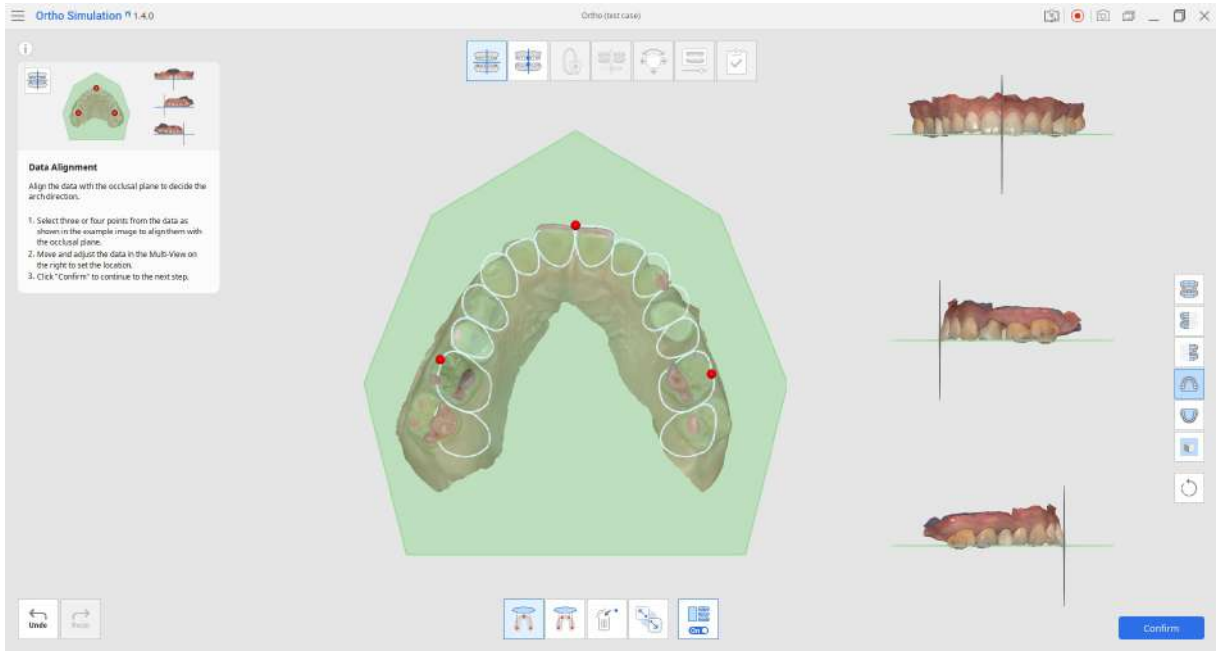 Ortho Simulation 1.4.0
Ortho (test case)
Data Alignment
Align the data with the occlusal plane to decide the
arch direction.
1. Select three or four points from the data as
shown in the example image to align them with
the occlusal plane.
2. Move and adjust the data in the Multi-View on
the right to set the location.
3. Click "Confirm" to continue to the next step.
Undo
On
Confirm